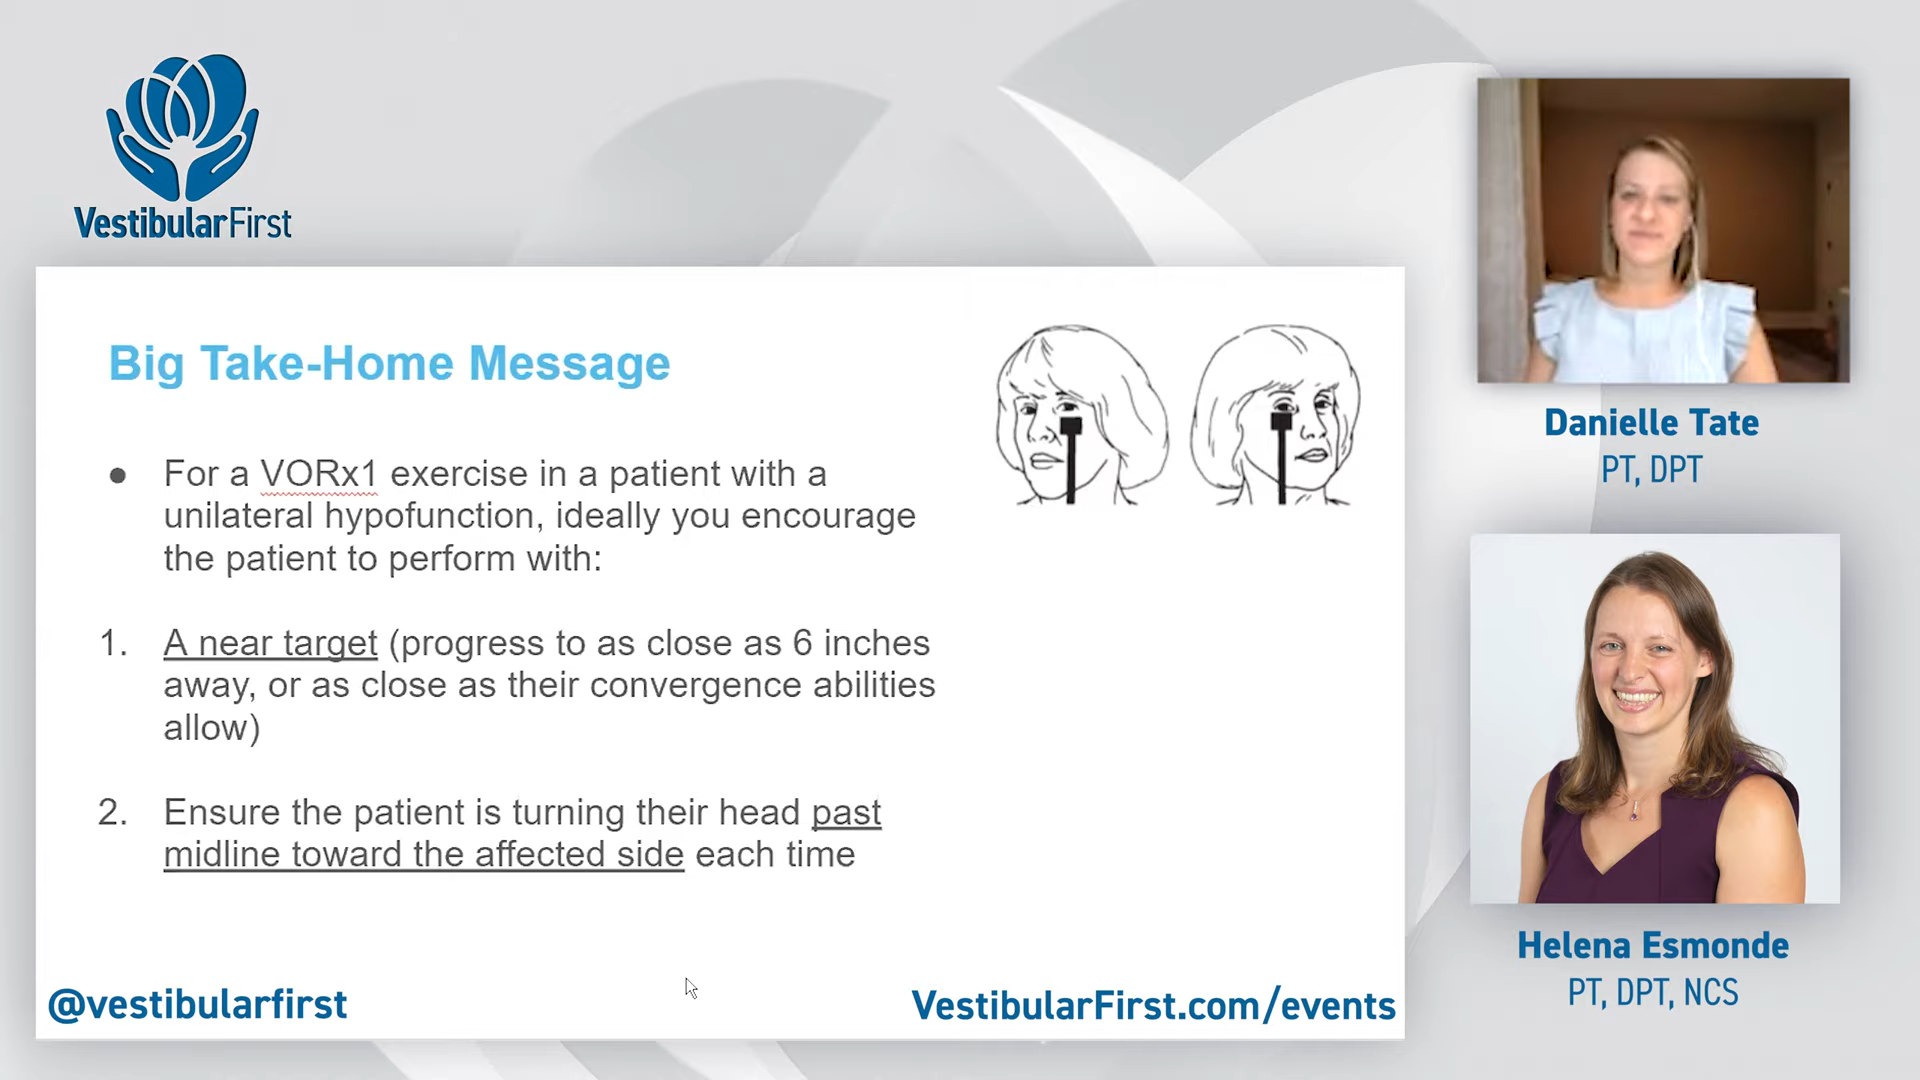 VestibularFirst
Big Take-Home Message
● For a VORx1 exercise in a patient with a
unilateral hypofunction, ideally you encourage
the patient to perform with:
1. A near target (progress to as close as 6 inches
away, or as close as their convergence abilities
allow)
2. Ensure the patient is turning their head past
midline toward the affected side each time
@vestibularfirst
VestibularFirst.com/events
Danielle Tate
PT, DPT
Helena Esmonde
PT, DPT, NCS